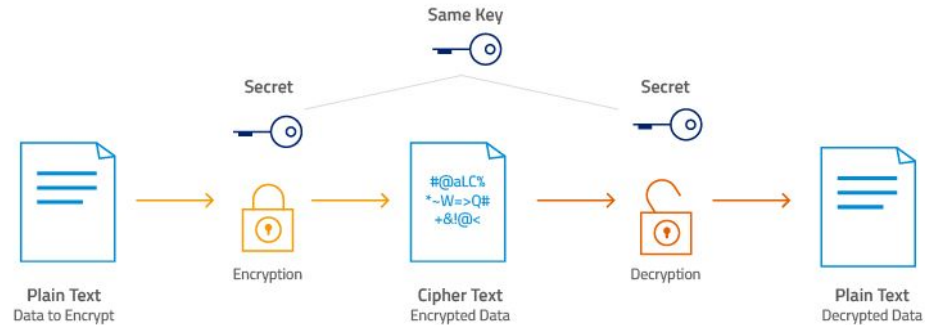 Same Key
Secret
Secret
#@aLC%
*~W=>Q#
+&!@<
Encryption
Decryption
Plain Text
Data to Encrypt
Cipher Text
Encrypted Data
Plain Text
Decrypted Data